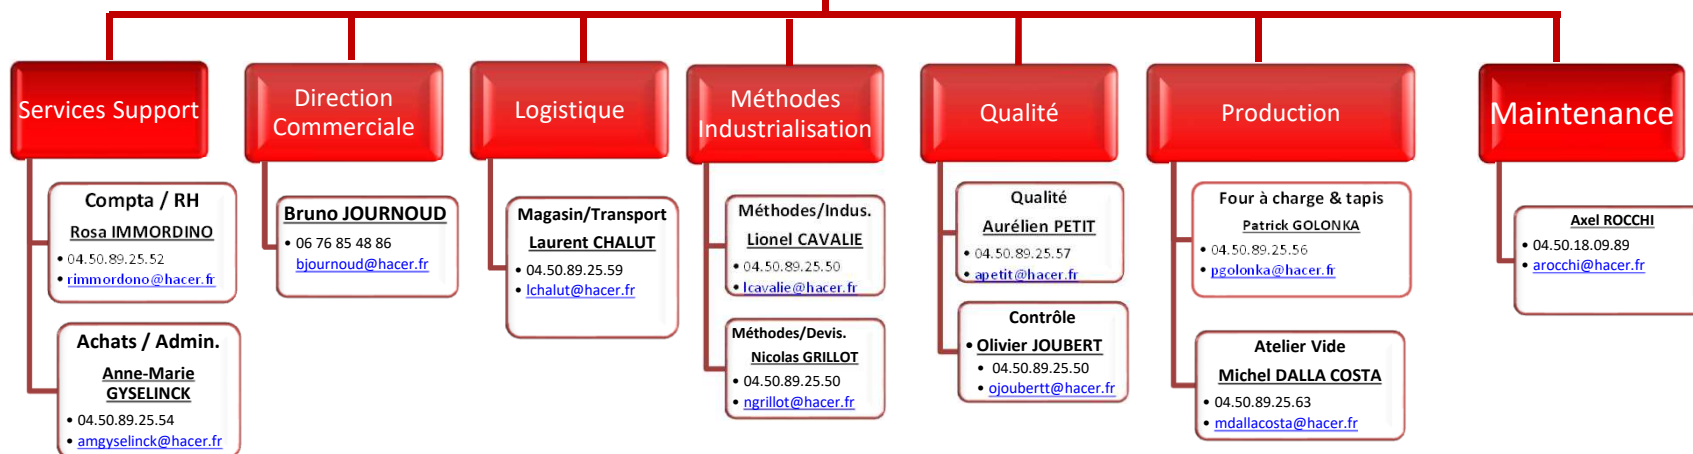 Services Support
Compta / RH
Rosa IMMORDINO
• 04.50.89.25.52
• rimmordono@hacer.fr
Achats / Admin.
Anne-Marie
GYSELINCK
• 04.50.89.25.54
• amgyselinck@hacer.fr
Direction
Commerciale
Bruno JOURNOUD
• 06 76 85 48 86
bjournoud@hacer.fr
Logistique
Magasin/Transport
Laurent CHALUT
• 04.50.89.25.59
• lchalut@hacer.fr
Méthodes
Industrialisation
Méthodes/Indus.
Lionel CAVALIE
• 04.50.89.25.50
• lcavalie@hacer.fr
Méthodes/Devis.
Nicolas GRILLOT
• 04.50.89.25.50
• ngrillot@hacer.fr
Qualité
Qualité
Aurélien PETIT
• 04.50.89.25.57
• apetit@hacer.fr
Contrôle
• Olivier JOUBERT
• 04.50.89.25.50
• ojoubertt@hacer.fr
Production
Four à charge & tapis
Patrick GOLONKA
• 04.50.89.25.56
• pgolonka@hacer.fr
Atelier Vide
Michel DALLA COSTA
• 04.50.89.25.63
• mdallacosta@hacer.fr
Maintenance
Axel ROCCHI
• 04.50.18.09.89
• arocchi@hacer.fr